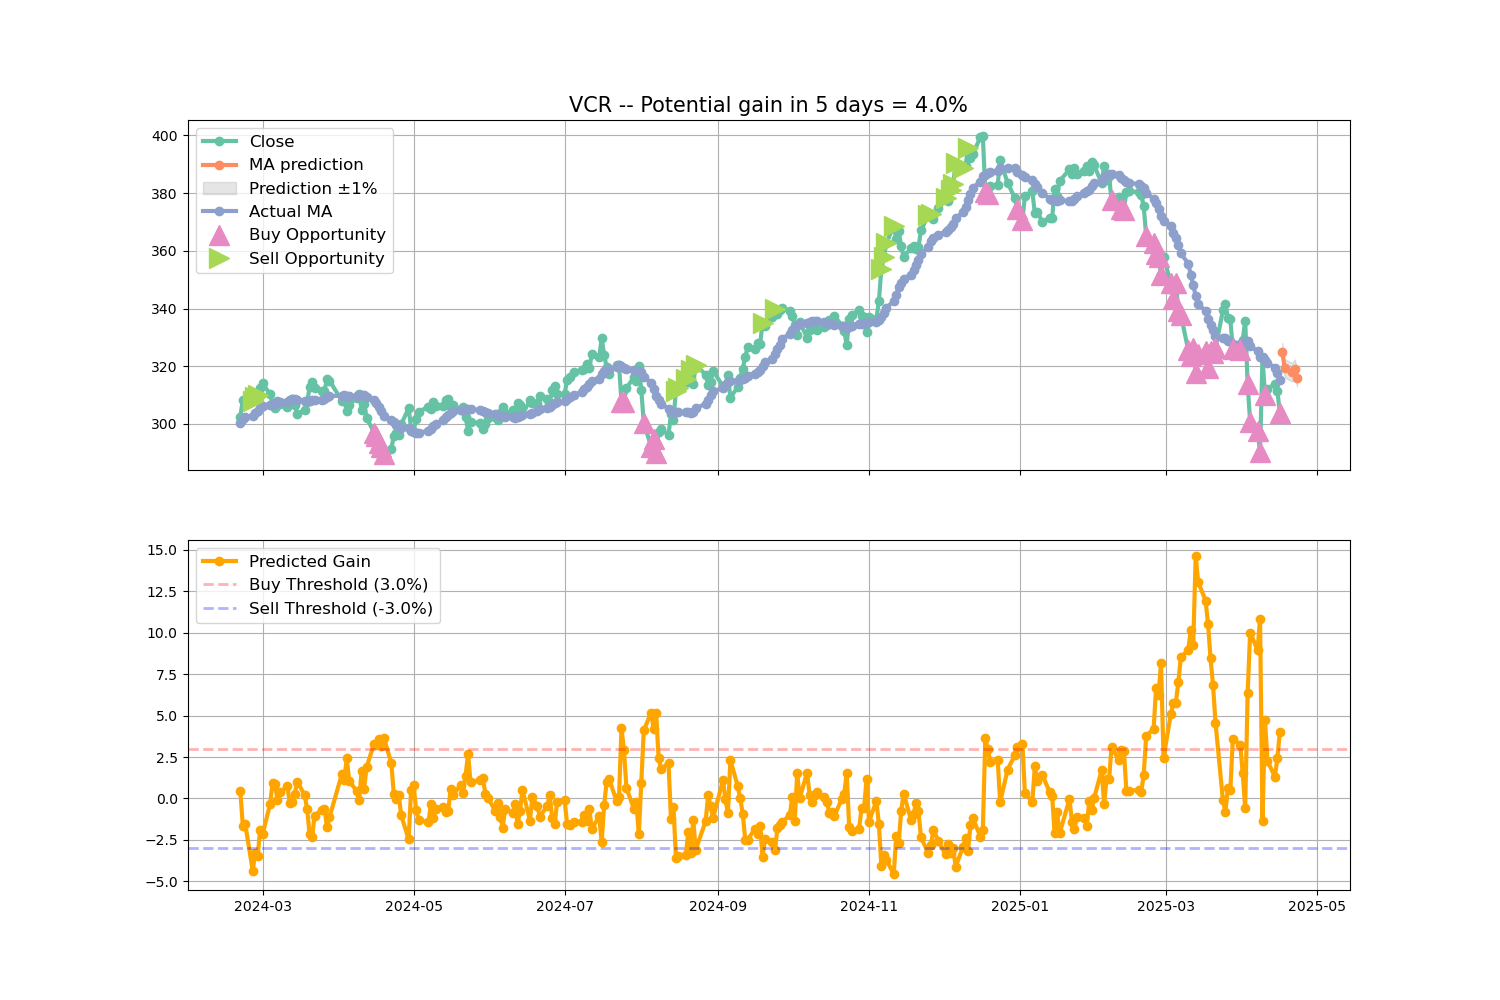 VCR -- Potential gain in 5 days = 4.0%
400
380
360
340
320
300
Close
MA prediction
Prediction ±1%
Actual MA
Buy Opportunity
Sell Opportunity
15.0
12.5
10.0
7.5
5.0
2.5
0.0
−2.5
−5.0
Predicted Gain
Buy Threshold (3.0%)
Sell Threshold (-3.0%)
2024-03
2024-05
2024-07
2024-09
2024-11
2025-01
2025-03
2025-05